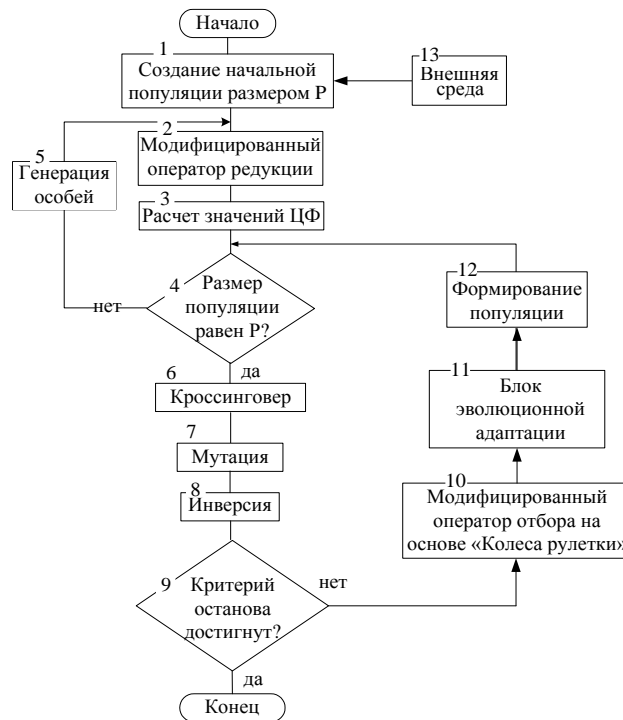 Начало
1
Создание начальной
популяции размером P
13
Внешняя
среда
2
Модифицированный
оператор редукции
5
Генерация
особей
3
Расчет значений ЦФ
4
Размер
популяции
равен P?
нет
да
12
Формирование
популяции
6
Кроссинговер
11
Блок
эволюционной
адаптации
7
Мутация
8
Инверсия
10
Модифицированный
оператор отбора на
основе «Колеса рулетки»
9
Критерий
останова
достигнут?
нет
да
Конец